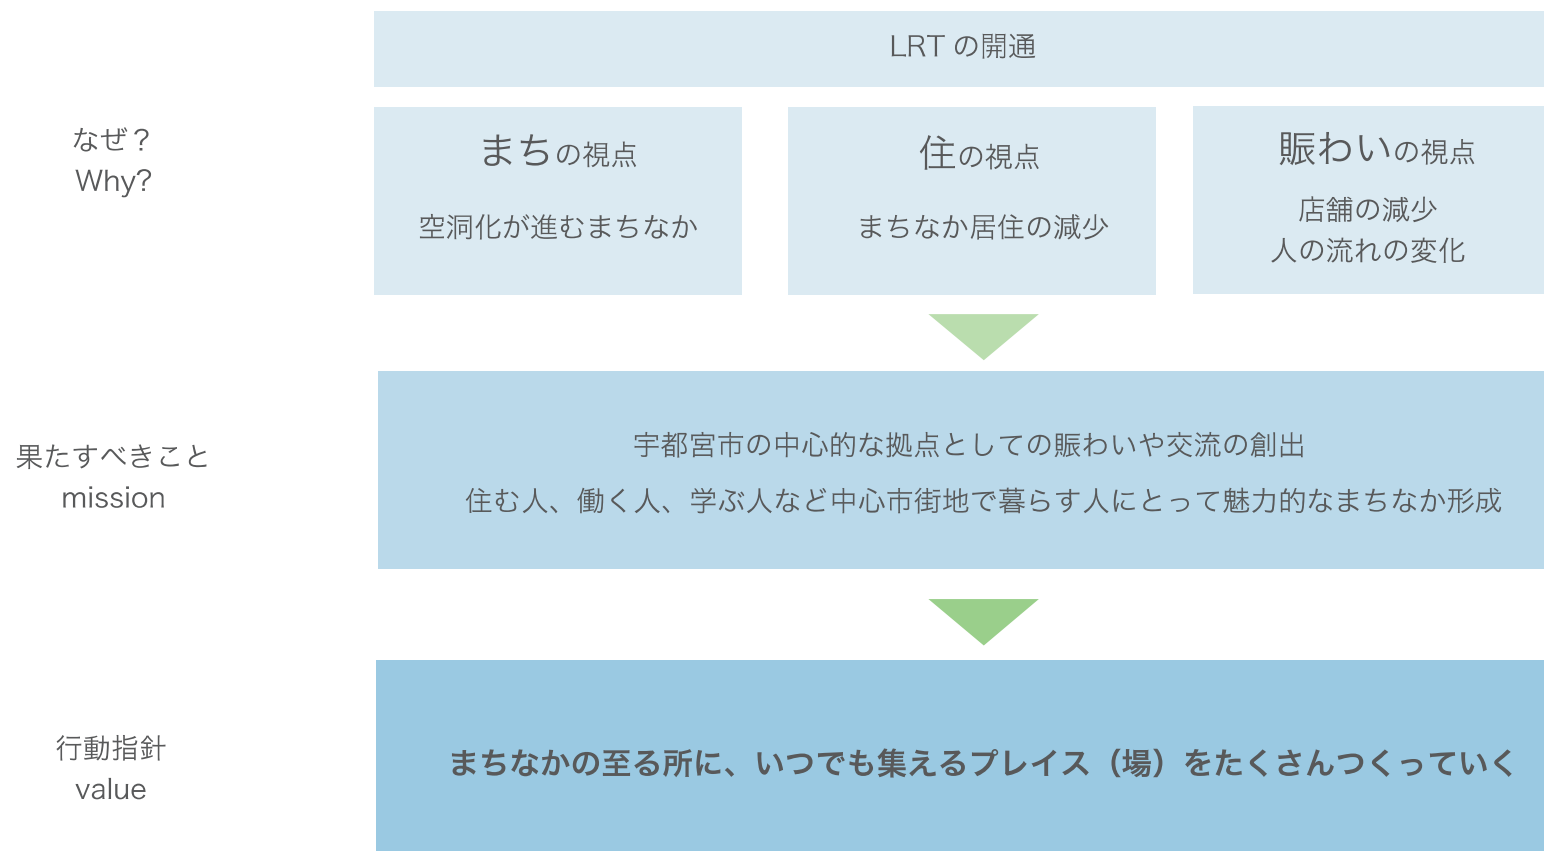 LRT の開通
なぜ？
Why?
まちの視点
空洞化が進むまちなか
住の視点
まちなか居住の減少
賑わいの視点
店舗の減少
人の流れの変化
果たすべきこと
mission
宇都宮市の中心的な拠点としての賑わいや交流の創出
住む人、働く人、学ぶ人など中心市街地で暮らす人にとって魅力的なまちなか形成
行動指針
value
まちなかの至る所に、いつでも集えるプレイス（場）をたくさんつくっていく